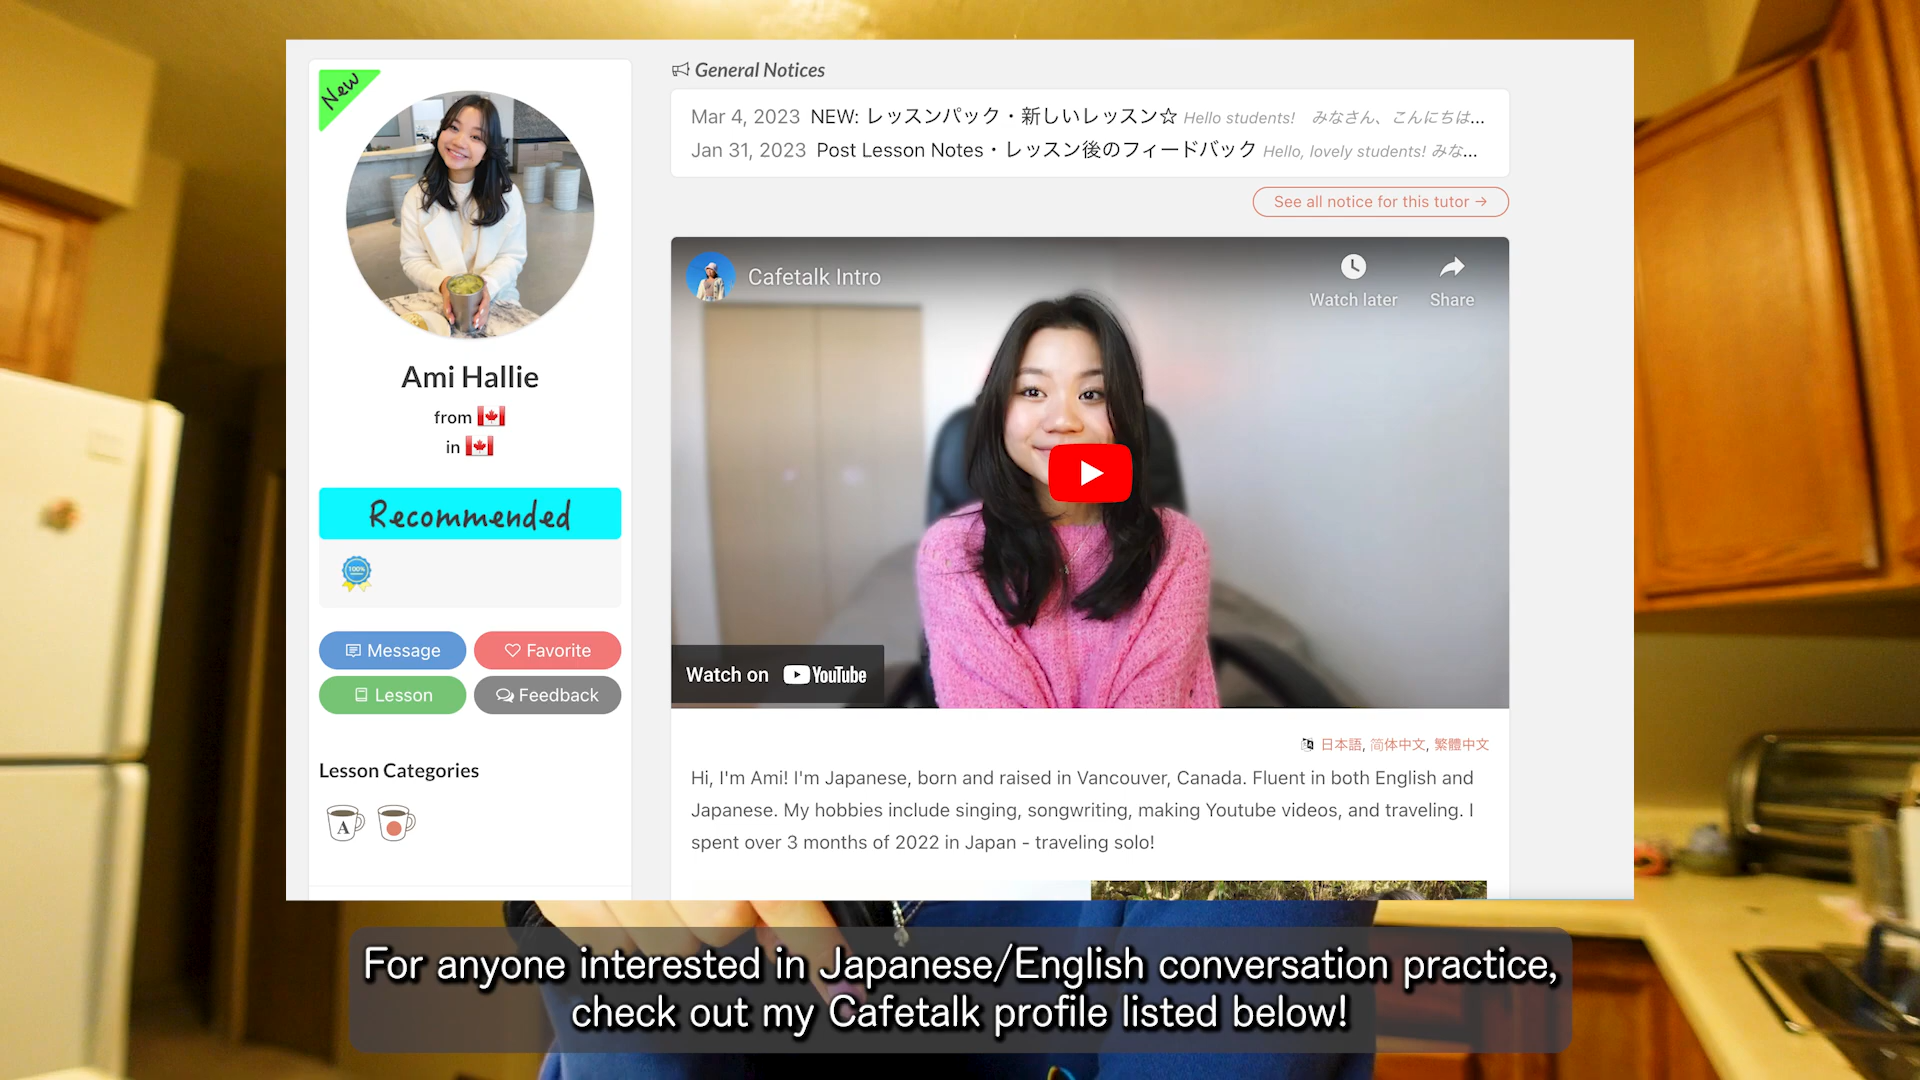 New
Ami Hallie
from
in
Recommended
100%
Message
Favorite
Lesson
Feedback
Lesson Categories
A
General Notices
Mar 4, 2023 NEW: レッスンパック・新しいレッスン☆ Hello students! みなさん、こんにちは...
Jan 31, 2023 Post Lesson Notes・レッスン後のフィードバック Hello, lovely students! みな...
See all notice for this tutor →
Cafetalk Intro
Watch later
Share
Watch on YouTube
日本語, 简体中文, 繁體中文
Hi, I'm Ami! I'm Japanese, born and raised in Vancouver, Canada. Fluent in both English and
Japanese. My hobbies include singing, songwriting, making Youtube videos, and traveling. I
spent over 3 months of 2022 in Japan - traveling solo!
For anyone interested in Japanese/English conversation practice,
check out my Cafetalk profile listed below!